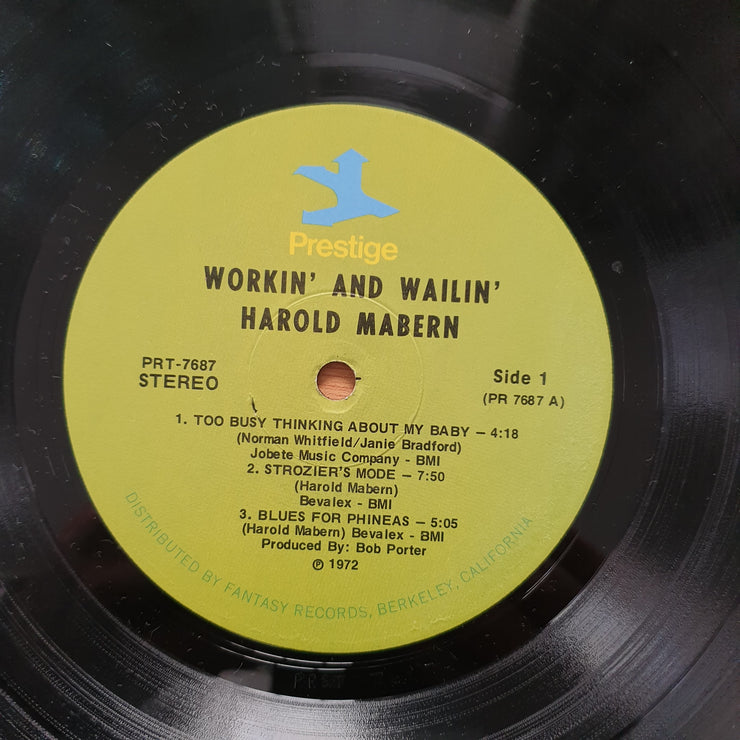 Prestige
WORKIN' AND WAILIN'
HAROLD MABERN
PRT-7687
STEREO
Side 1
(PR 7687 A)
1. TOO BUSY THINKING ABOUT MY BABY – 4:18
(Norman Whitfield/Janie Bradford)
Jobete Music Company - BMI
2. STROZIER'S MODE – 7:50
(Harold Mabern)
Bevalex - BMI
3. BLUES FOR PHINEAS – 5:05
(Harold Mabern) Bevalex – BMI
Produced By: Bob Porter
℗ 1972
DISTRIBUTED BY FANTASY RECORDS, BERKELEY, CALIFORNIA